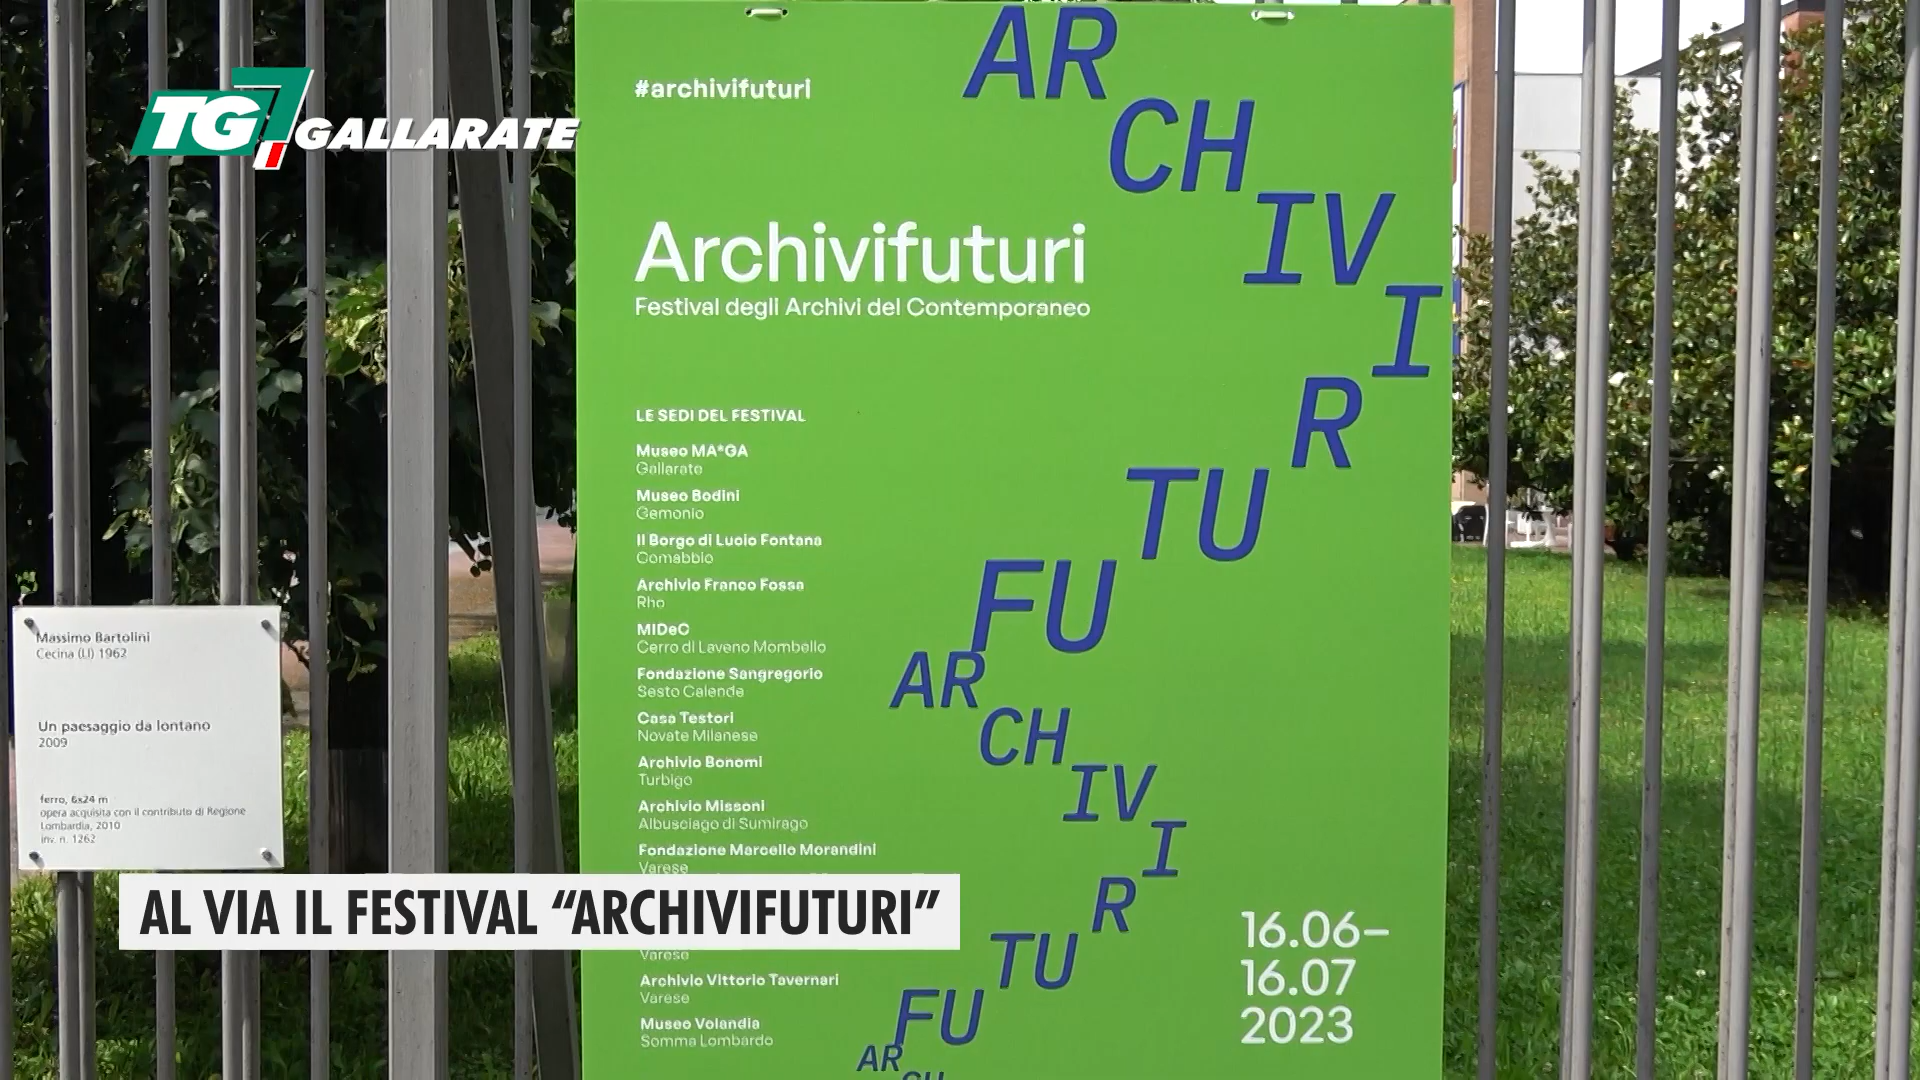 TG7 GALLARATE
#archivifuturi
Archivifuturi
Festival degli Archivi del Contemporaneo
AR
CH
IV
I
R
TU
FU
AR
CH
IV
I
R
TU
FU
AR
CH
LE SEDI DEL FESTIVAL
Museo MA*GA
Gallarate
Museo Bodini
Gemonio
Il Borgo di Lucio Fontana
Comabbio
Archivio Franco Fossa
Rho
MIDeC
Cerro di Laveno Mombello
Fondazione Sangregorio
Sesto Calende
Casa Testori
Novate Milanese
Archivio Bonomi
Turbigo
Archivio Missoni
Albusciago di Sumirago
Fondazione Marcello Morandini
Varese
Varese
Archivio Vittorio Tavernari
Varese
Museo Volandia
Somma Lombardo
16.06–
16.07
2023
Massimo Bartolini
Cecina (LI) 1962
Un paesaggio da lontano
2009
ferro, 6x24 m
opera acquisita con il contributo di Regione
Lombardia, 2010
inv. n. 1262
AL VIA IL FESTIVAL “ARCHIVIFUTURI”